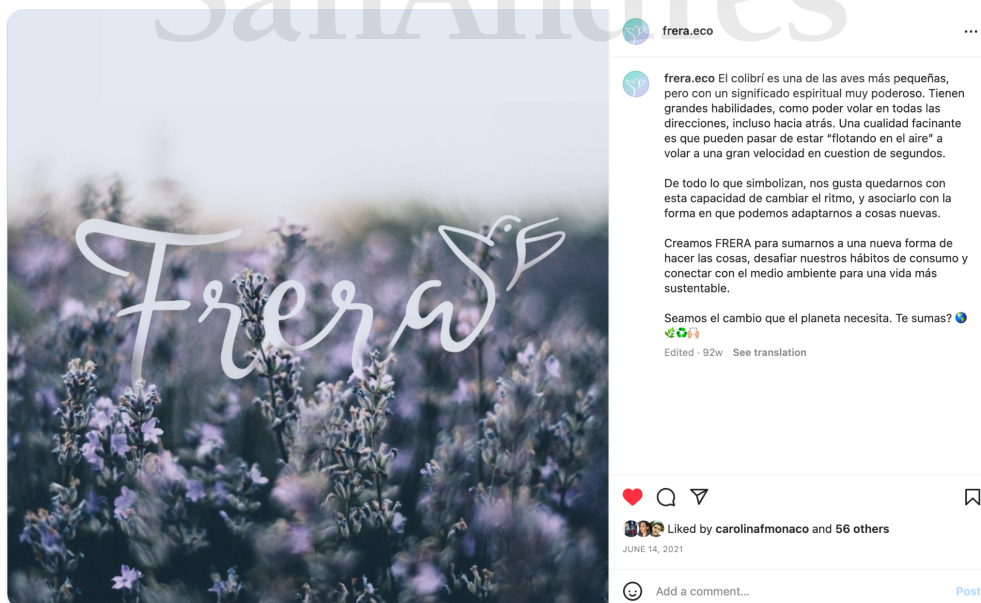 SanAndrés
frera.eco
frera.eco El colibrí es una de las aves más pequeñas,
pero con un significado espiritual muy poderoso. Tienen
grandes habilidades, como poder volar en todas las
direcciones, incluso hacia atrás. Una cualidad facinante
es que pueden pasar de estar "flotando en el aire" a
volar a una gran velocidad en cuestion de segundos.
De todo lo que simbolizan, nos gusta quedarnos con
esta capacidad de cambiar el ritmo, y asociarlo con la
forma en que podemos adaptarnos a cosas nuevas.
Creamos FRERA para sumarnos a una nueva forma de
hacer las cosas, desafiar nuestros hábitos de consumo y
conectar con el medio ambiente para una vida más
sustentable.
Seamos el cambio que el planeta necesita. Te sumas? 🌎
🌿♻️🙌🏼
Edited · 92w See translation
Frera
Liked by carolinafmonaco and 56 others
JUNE 14, 2021
Add a comment...
Post